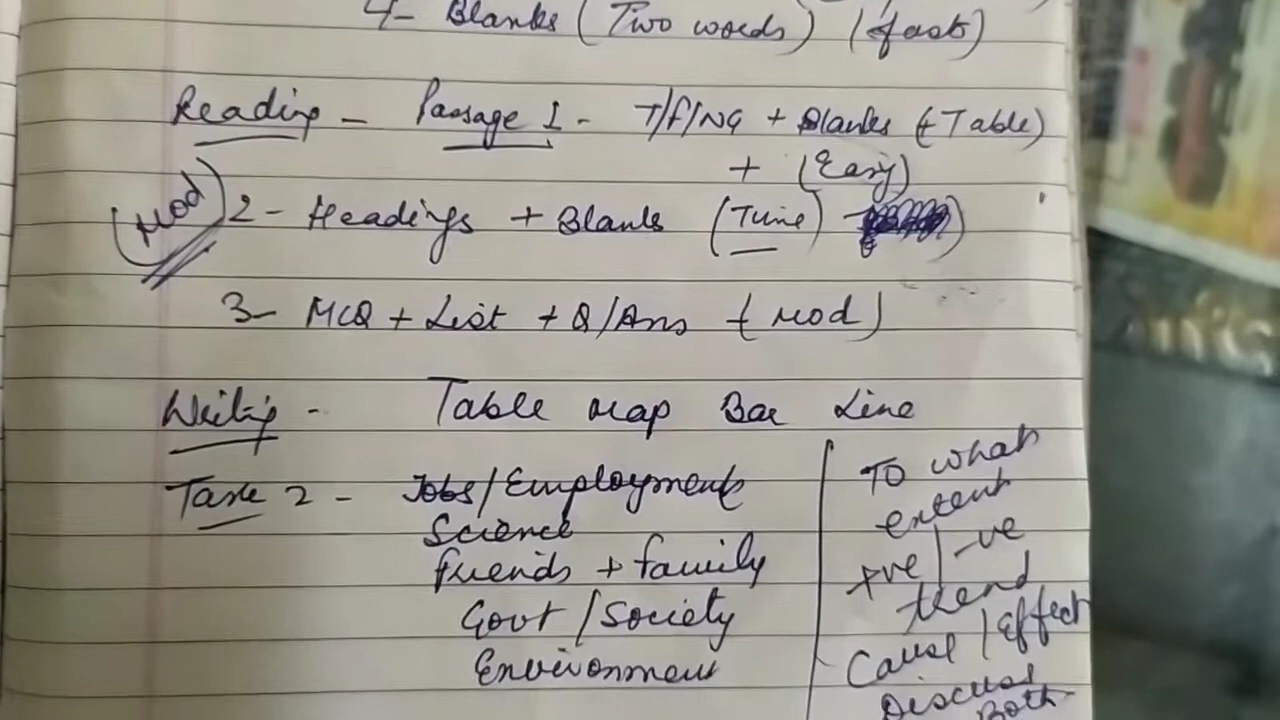 4- Blanks (Two words) (fast)
Reading - Passage 1 - T/F/NG + Blanks (+ Table)
+ (Easy)
(Mod) 2 - Headings + Blanks (Time)
3- MCQ + List + Q/Ans + (Mod)
Writing - Table Map Bar Line
Task 2 - Jobs/Employment
Science
friends + family
Govt / Society
Environment
To what
extent
+ve | -ve
trend
Cause / Effect
Discuss
Both